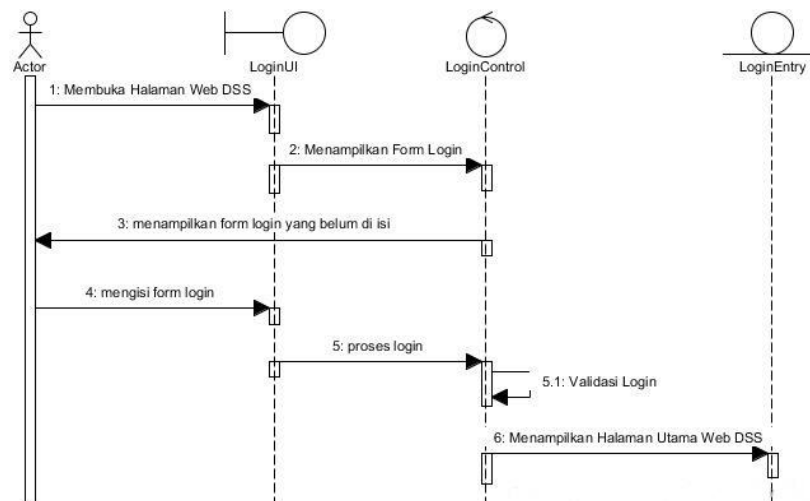 Actor
LoginUI
LoginControl
LoginEntry
1: Membuka Halaman Web DSS
2: Menampilkan Form Login
3: menampilkan form login yang belum di isi
4: mengisi form login
5: proses login
5.1: Validasi Login
6: Menampilkan Halaman Utama Web DSS